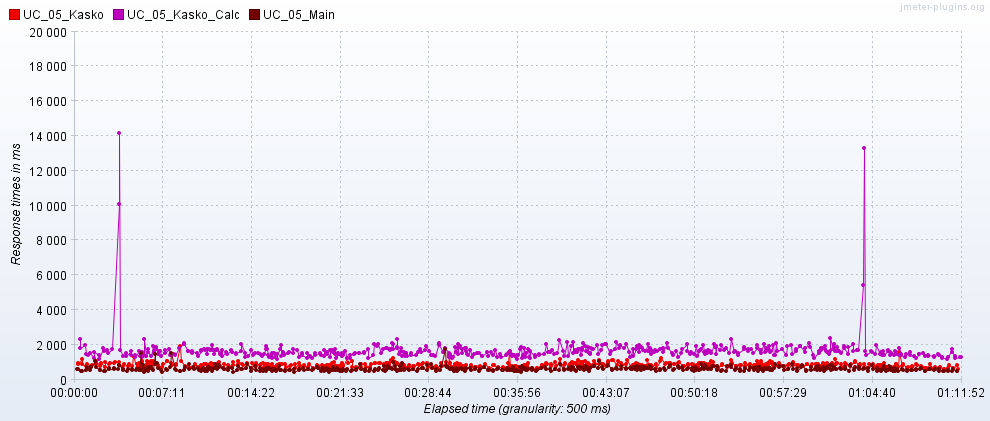 UC_05_Kasko UC_05_Kasko_Calc UC_05_Main
jmeter-plugins.org
20 000
18 000
16 000
14 000
12 000
10 000
8 000
6 000
4 000
2 000
0
Response times in ms
00:00:00 00:07:11 00:14:22 00:21:33 00:28:44 00:35:56 00:43:07 00:50:18 00:57:29 01:04:40 01:11:52
Elapsed time (granularity: 500 ms)